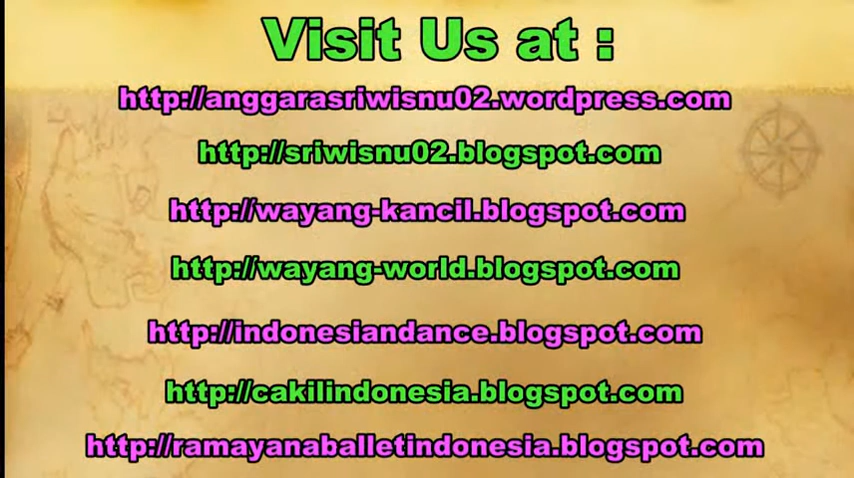 Visit Us at :
http://anggarasriwisnu02.wordpress.com
http://sriwisnu02.blogspot.com
http://wayang-kancil.blogspot.com
http://wayang-world.blogspot.com
http://indonesiandance.blogspot.com
http://cakilindonesia.blogspot.com
http://ramayanaballetindonesia.blogspot.com